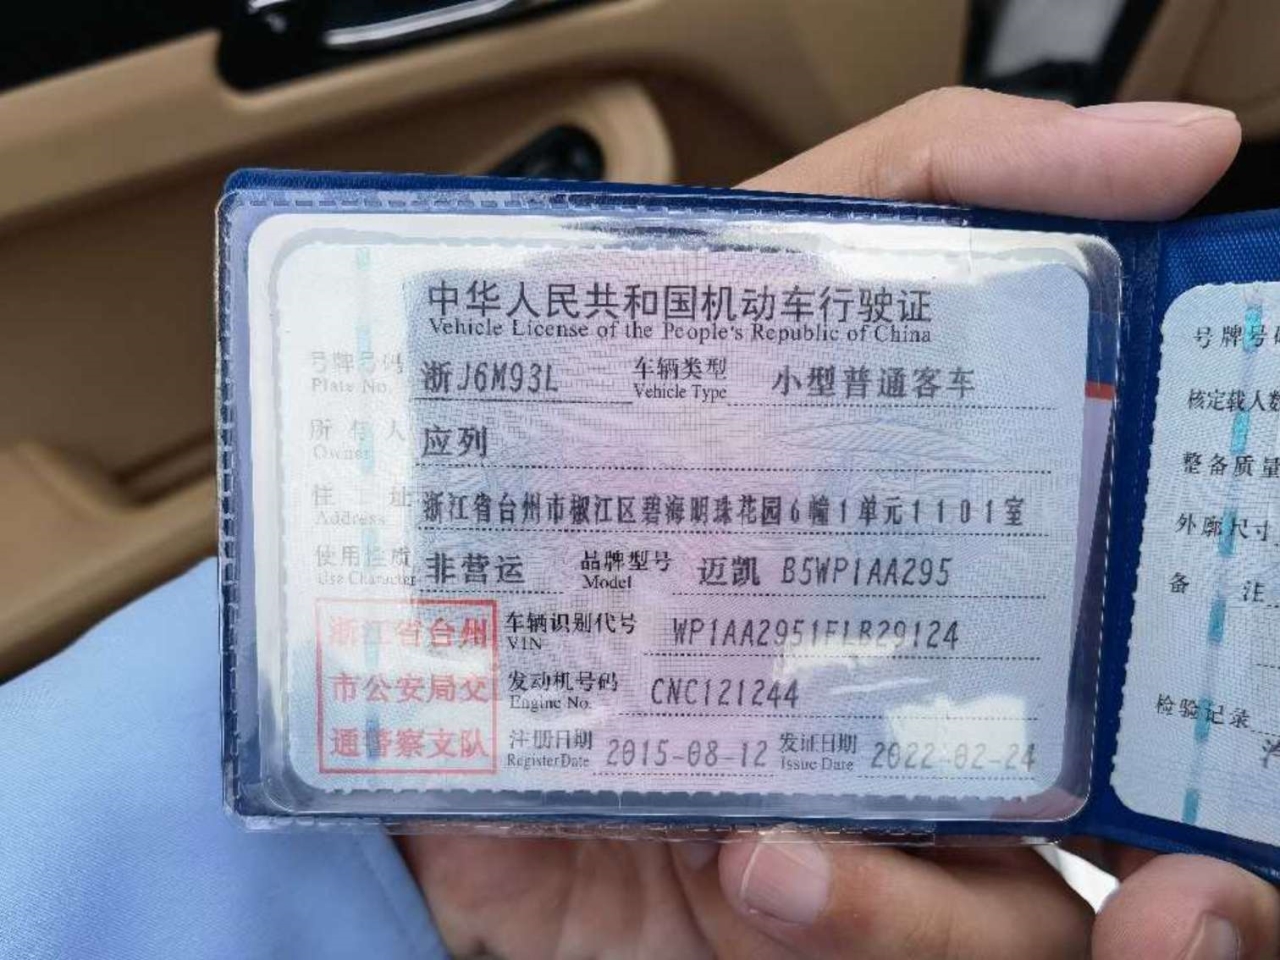 中华人民共和国机动车行驶证
Vehicle License of the People's Republic of China
号牌号码 浙J6M93L 车辆类型 小型普通客车
Plate No. Vehicle Type
所有人 应列
Owner
住址 浙江省台州市椒江区碧海明珠花园6幢1单元1101室
Address
使用性质 非营运 品牌型号 迈凯 B5WP1AA295
Use Character Model
浙江省台州
市公安局交
通警察支队
车辆识别代号 WP1AA2951FLB29124
VIN
发动机号码 CNC121244
Engine No.
注册日期 2015-08-12 发证日期 2022-02-24
Register Date Issue Date
号牌号码
核定载人数
整备质量
外廓尺寸
备注
检验记录